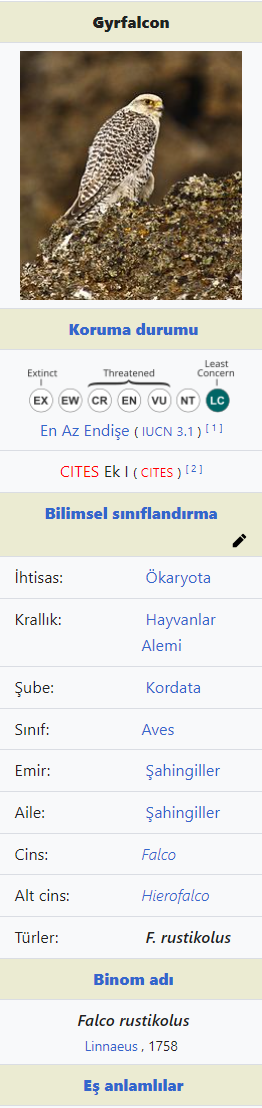 Gyrfalcon
Koruma durumu
Extinct Threatened Least Concern
EX EW CR EN VU NT LC
En Az Endişe ( IUCN 3.1 ) [ 1 ]
CITES Ek I ( CITES ) [ 2 ]
Bilimsel sınıflandırma
İhtisas: Ökaryota
Krallık: Hayvanlar
Alemi
Şube: Kordata
Sınıf: Aves
Emir: Şahingiller
Aile: Şahingiller
Cins: Falco
Alt cins: Hierofalco
Türler: F. rustikolus
Binom adı
Falco rustikolus
Linnaeus , 1758
Eş anlamlılar